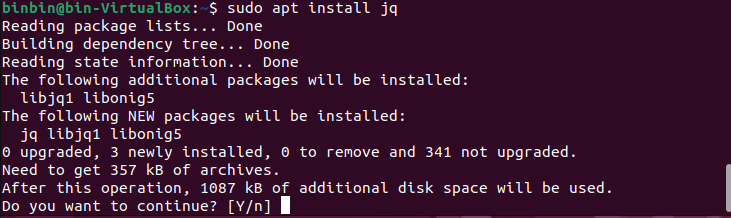 binbin@bin-VirtualBox:~$ sudo apt install jq
Reading package lists... Done
Building dependency tree... Done
Reading state information... Done
The following additional packages will be installed:
  libjq1 libonig5
The following NEW packages will be installed:
  jq libjq1 libonig5
0 upgraded, 3 newly installed, 0 to remove and 341 not upgraded.
Need to get 357 kB of archives.
After this operation, 1087 kB of additional disk space will be used.
Do you want to continue? [Y/n]